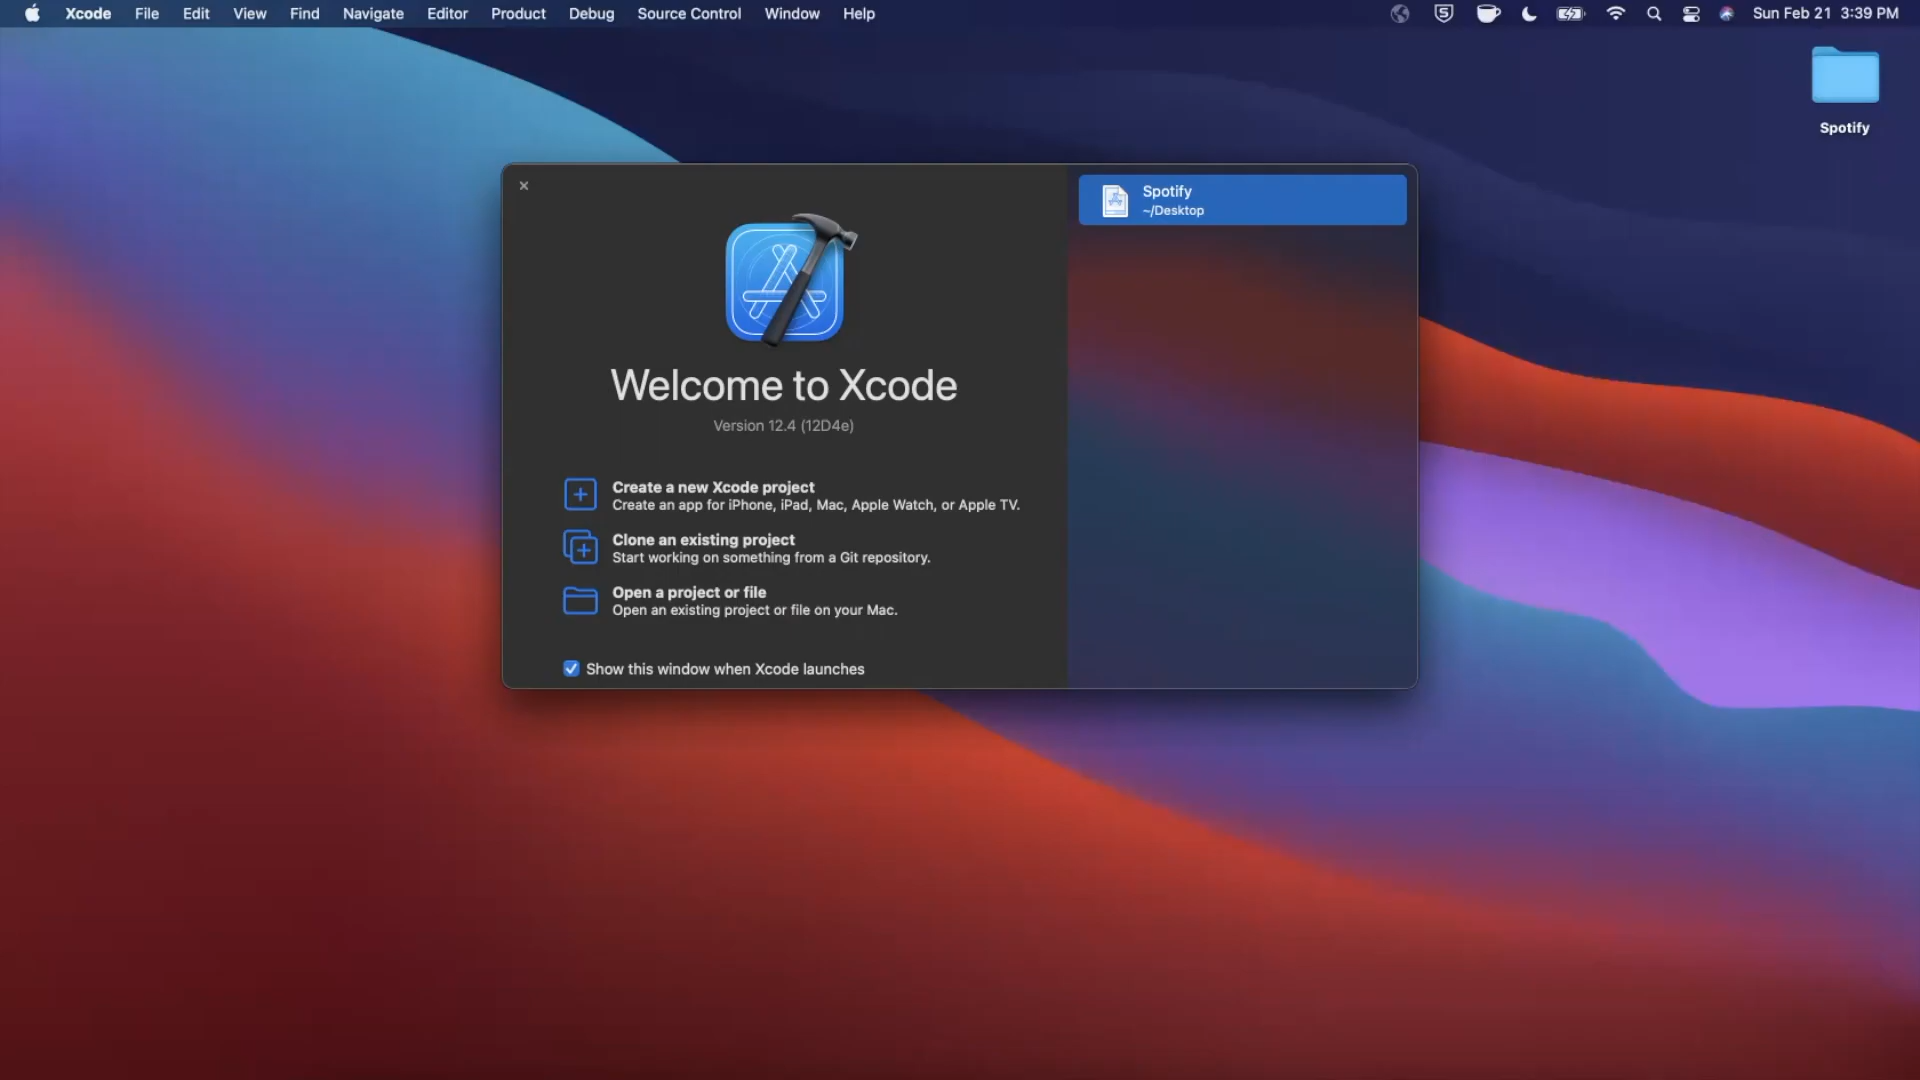 Xcode File Edit View Find Navigate Editor Product Debug Source Control Window Help Sun Feb 21 3:39 PM
Spotify
Spotify
~/Desktop
Welcome to Xcode
Version 12.4 (12D4e)
Create a new Xcode project
Create an app for iPhone, iPad, Mac, Apple Watch, or Apple TV.
Clone an existing project
Start working on something from a Git repository.
Open a project or file
Open an existing project or file on your Mac.
Show this window when Xcode launches